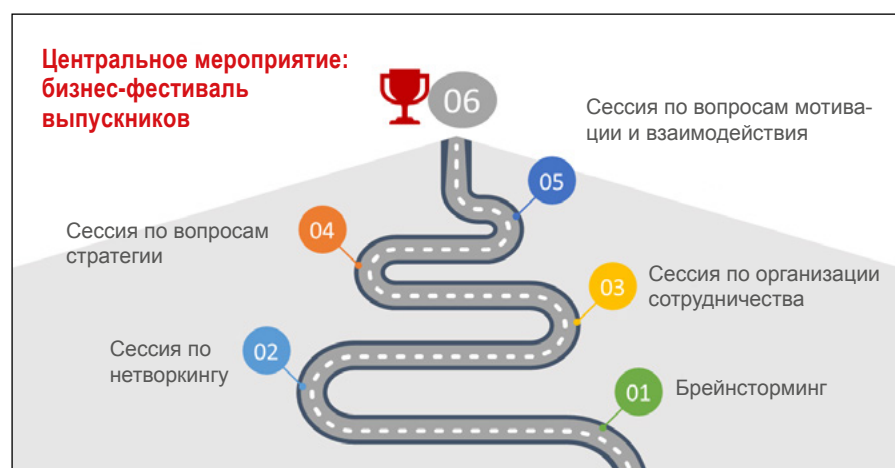 Центральное мероприятие:
бизнес-фестиваль
выпускников
06
Сессия по вопросам мотива-
ции и взаимодействия
05
Сессия по вопросам
стратегии
04
Сессия по организации
сотрудничества
03
Сессия по
нетворкингу
02
01
Брейнсторминг